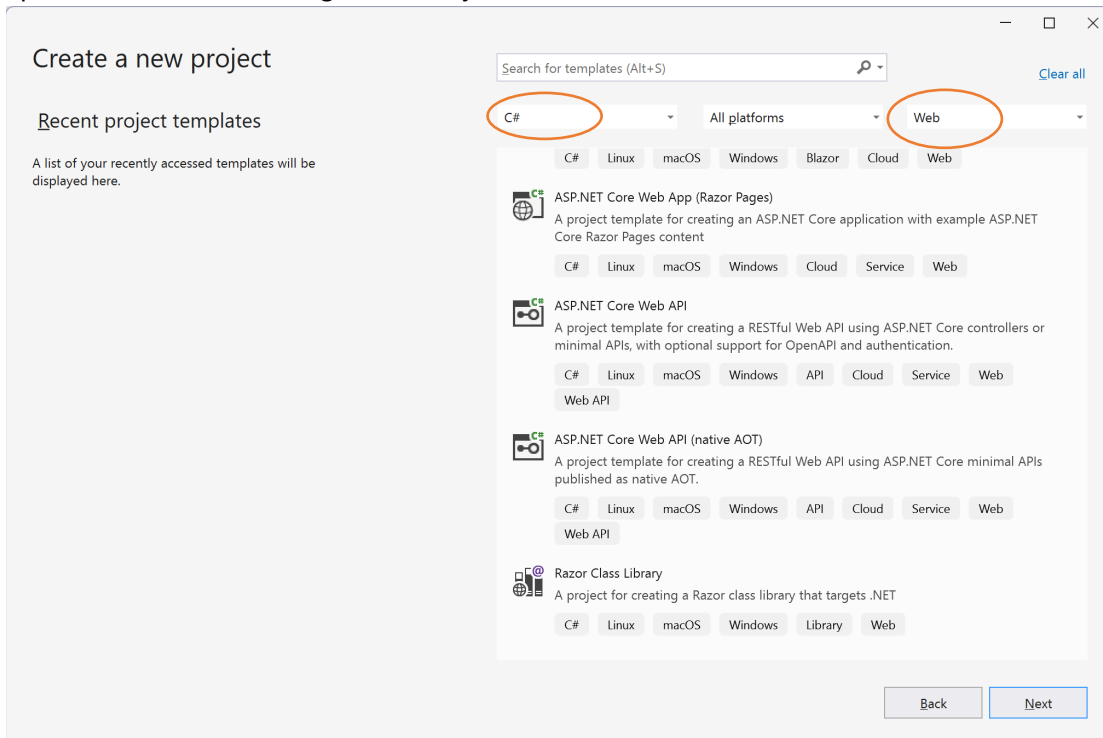 Create a new project
Search for templates (Alt+S)
Clear all
Recent project templates
C#
All platforms
Web
A list of your recently accessed templates will be
displayed here.
C# Linux macOS Windows Blazor Cloud Web
C#
ASP.NET Core Web App (Razor Pages)
A project template for creating an ASP.NET Core application with example ASP.NET
Core Razor Pages content
C# Linux macOS Windows Cloud Service Web
C#
ASP.NET Core Web API
A project template for creating a RESTful Web API using ASP.NET Core controllers or
minimal APIs, with optional support for OpenAPI and authentication.
C# Linux macOS Windows API Cloud Service Web
Web API
C#
ASP.NET Core Web API (native AOT)
A project template for creating a RESTful Web API using ASP.NET Core minimal APIs
published as native AOT.
C# Linux macOS Windows API Cloud Service Web
Web API
@
Razor Class Library
A project for creating a Razor class library that targets .NET
C# Linux macOS Windows Library Web
Back
Next